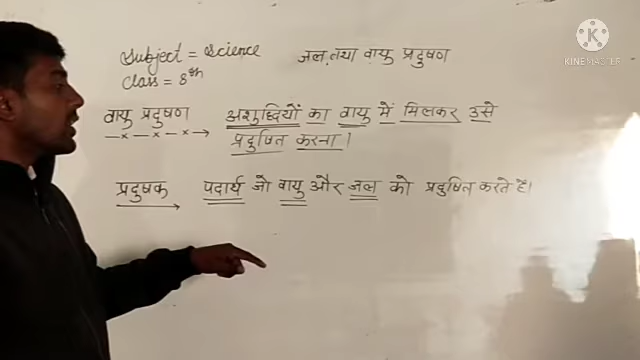 Subject = Science जल तथा वायु प्रदुषण
Class = 8th
वायु प्रदुषण अशुद्धियों का वायु में मिलकर उसे
प्रदुषित करना।
प्रदुषक पदार्थ जो वायु और जल को प्रदुषित करते है।
KINEMASTER